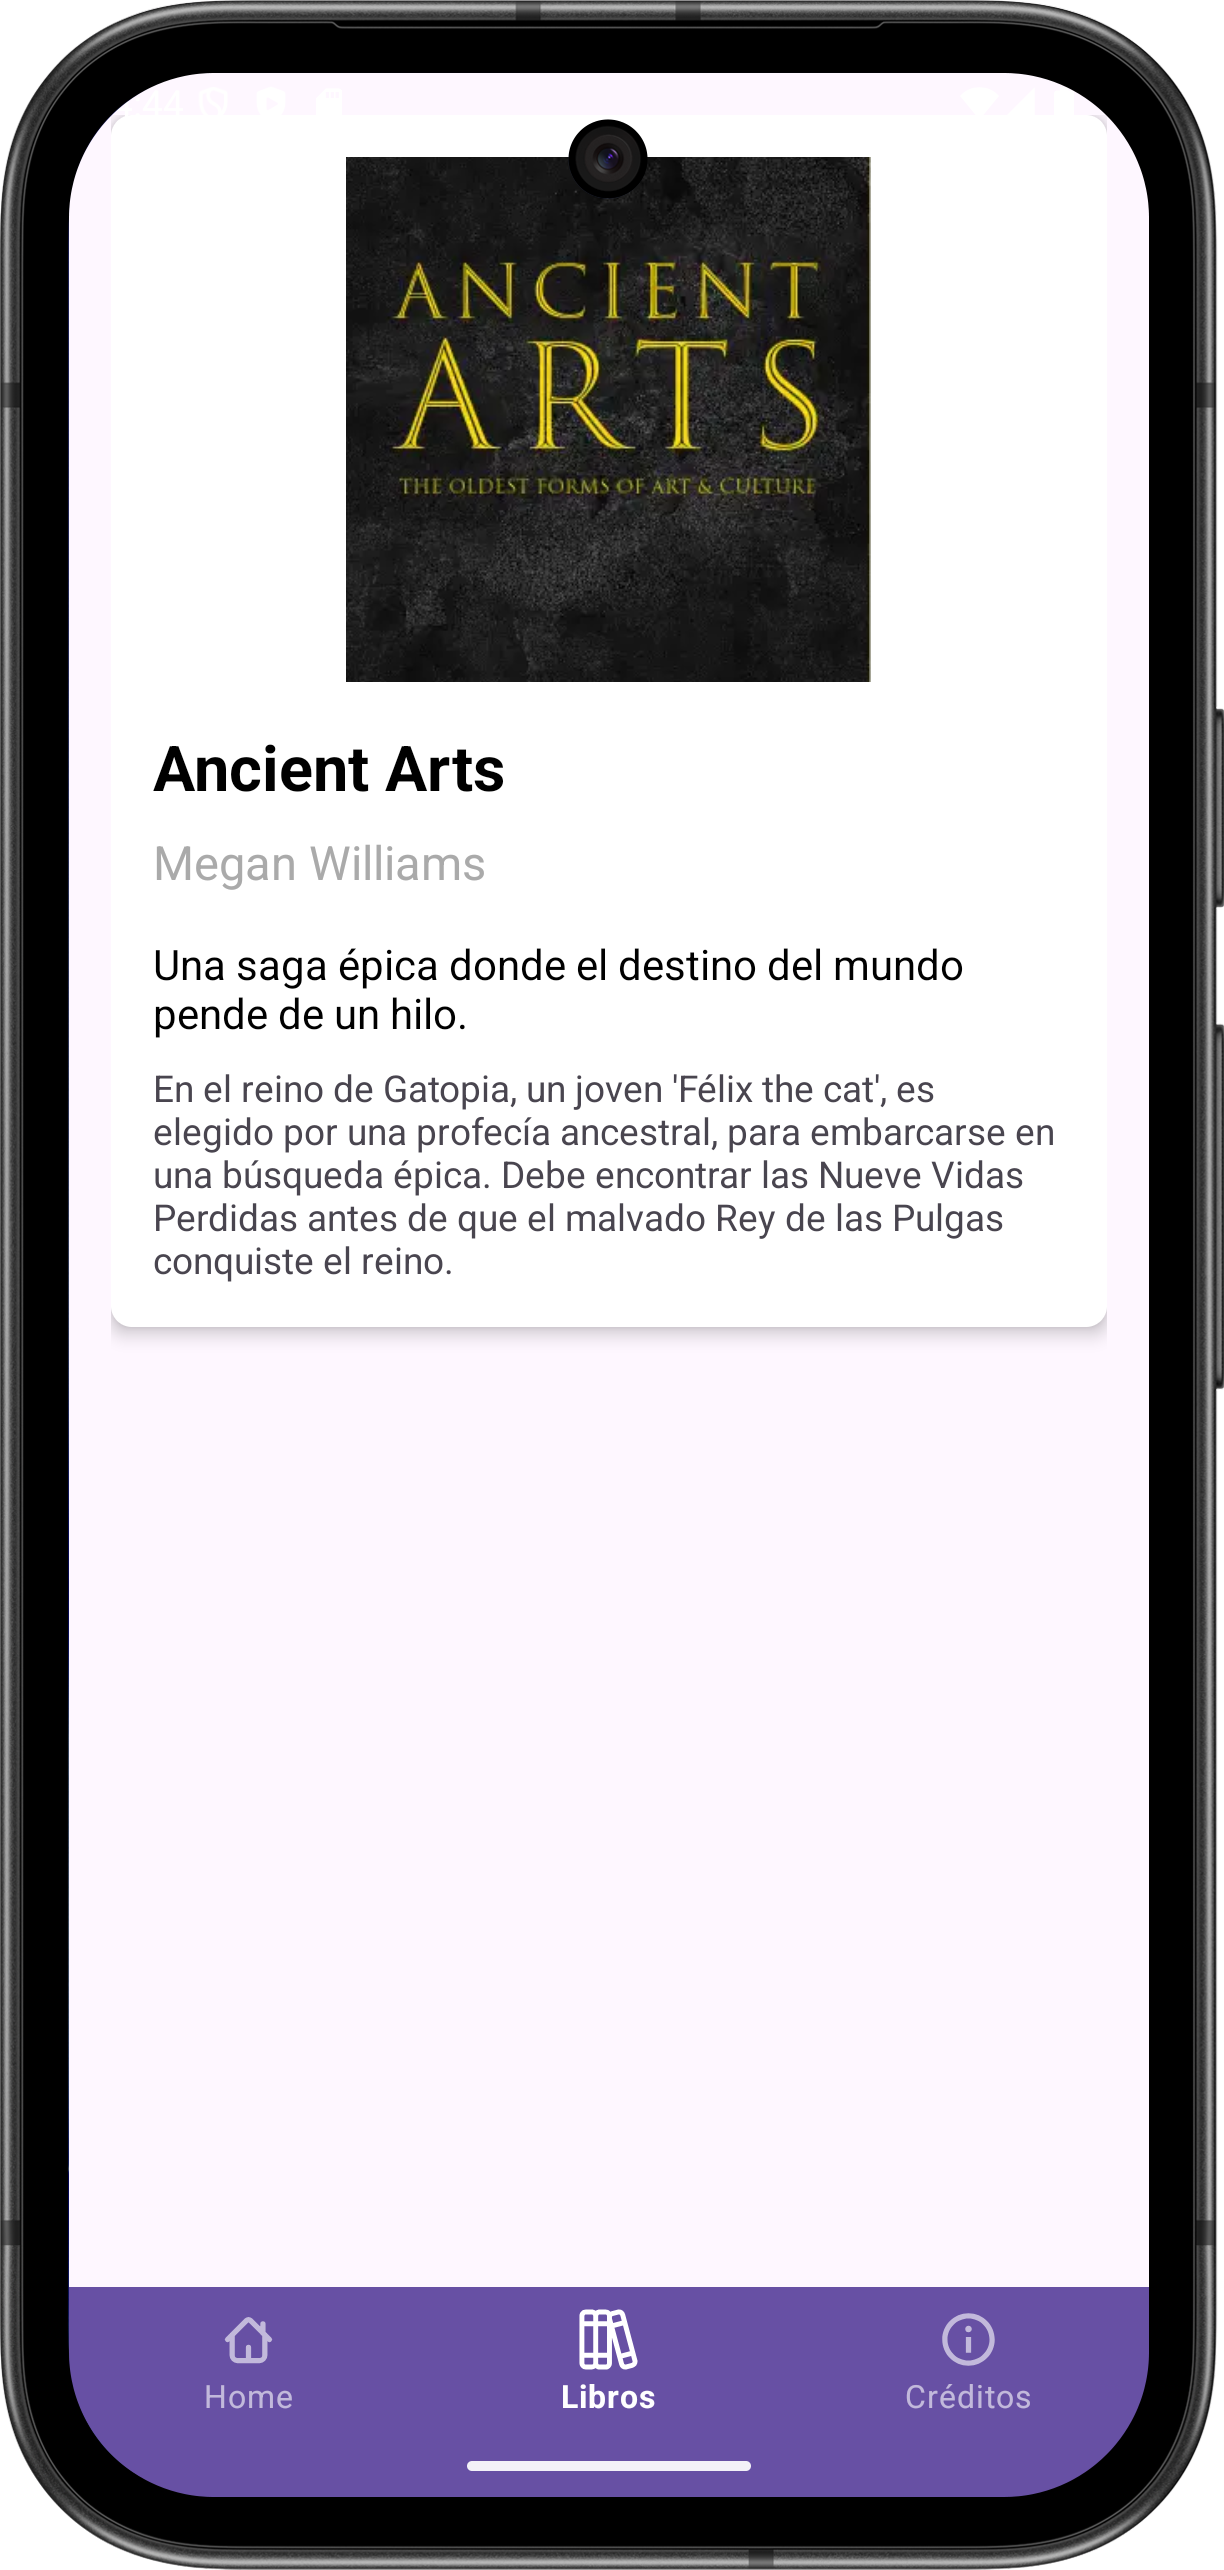 :44
ANCIENT
ARTS
THE OLDEST FORMS OF ART & CULTURE
Ancient Arts
Megan Williams
Una saga épica donde el destino del mundo
pende de un hilo.
En el reino de Gatopia, un joven 'Félix the cat', es
elegido por una profecía ancestral, para embarcarse en
una búsqueda épica. Debe encontrar las Nueve Vidas
Perdidas antes de que el malvado Rey de las Pulgas
conquiste el reino.
Home
Libros
Créditos